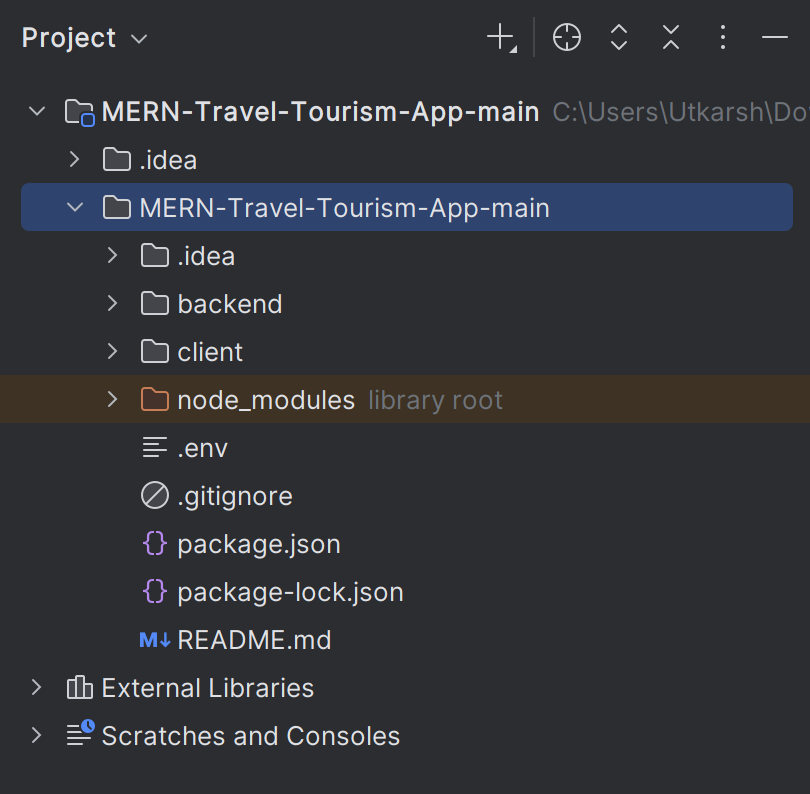 Project
MERN-Travel-Tourism-App-main C:\Users\Utkarsh\Do
.idea
MERN-Travel-Tourism-App-main
.idea
backend
client
node_modules library root
.env
.gitignore
{} package.json
{} package-lock.json
M↓ README.md
External Libraries
Scratches and Consoles